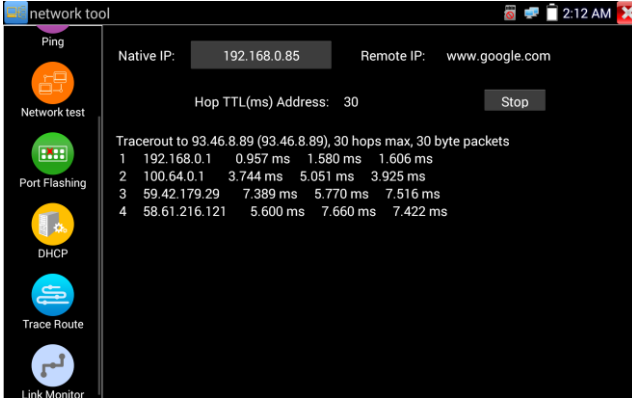 network tool
2:12 AM
Ping
Network test
Port Flashing
DHCP
Trace Route
Link Monitor
Native IP: 192.168.0.85 Remote IP: www.google.com
Hop TTL(ms) Address: 30 Stop
Tracerout to 93.46.8.89 (93.46.8.89), 30 hops max, 30 byte packets
1 192.168.0.1 0.957 ms 1.580 ms 1.606 ms
2 100.64.0.1 3.744 ms 5.051 ms 3.925 ms
3 59.42.179.29 7.389 ms 5.770 ms 7.516 ms
4 58.61.216.121 5.600 ms 7.660 ms 7.422 ms